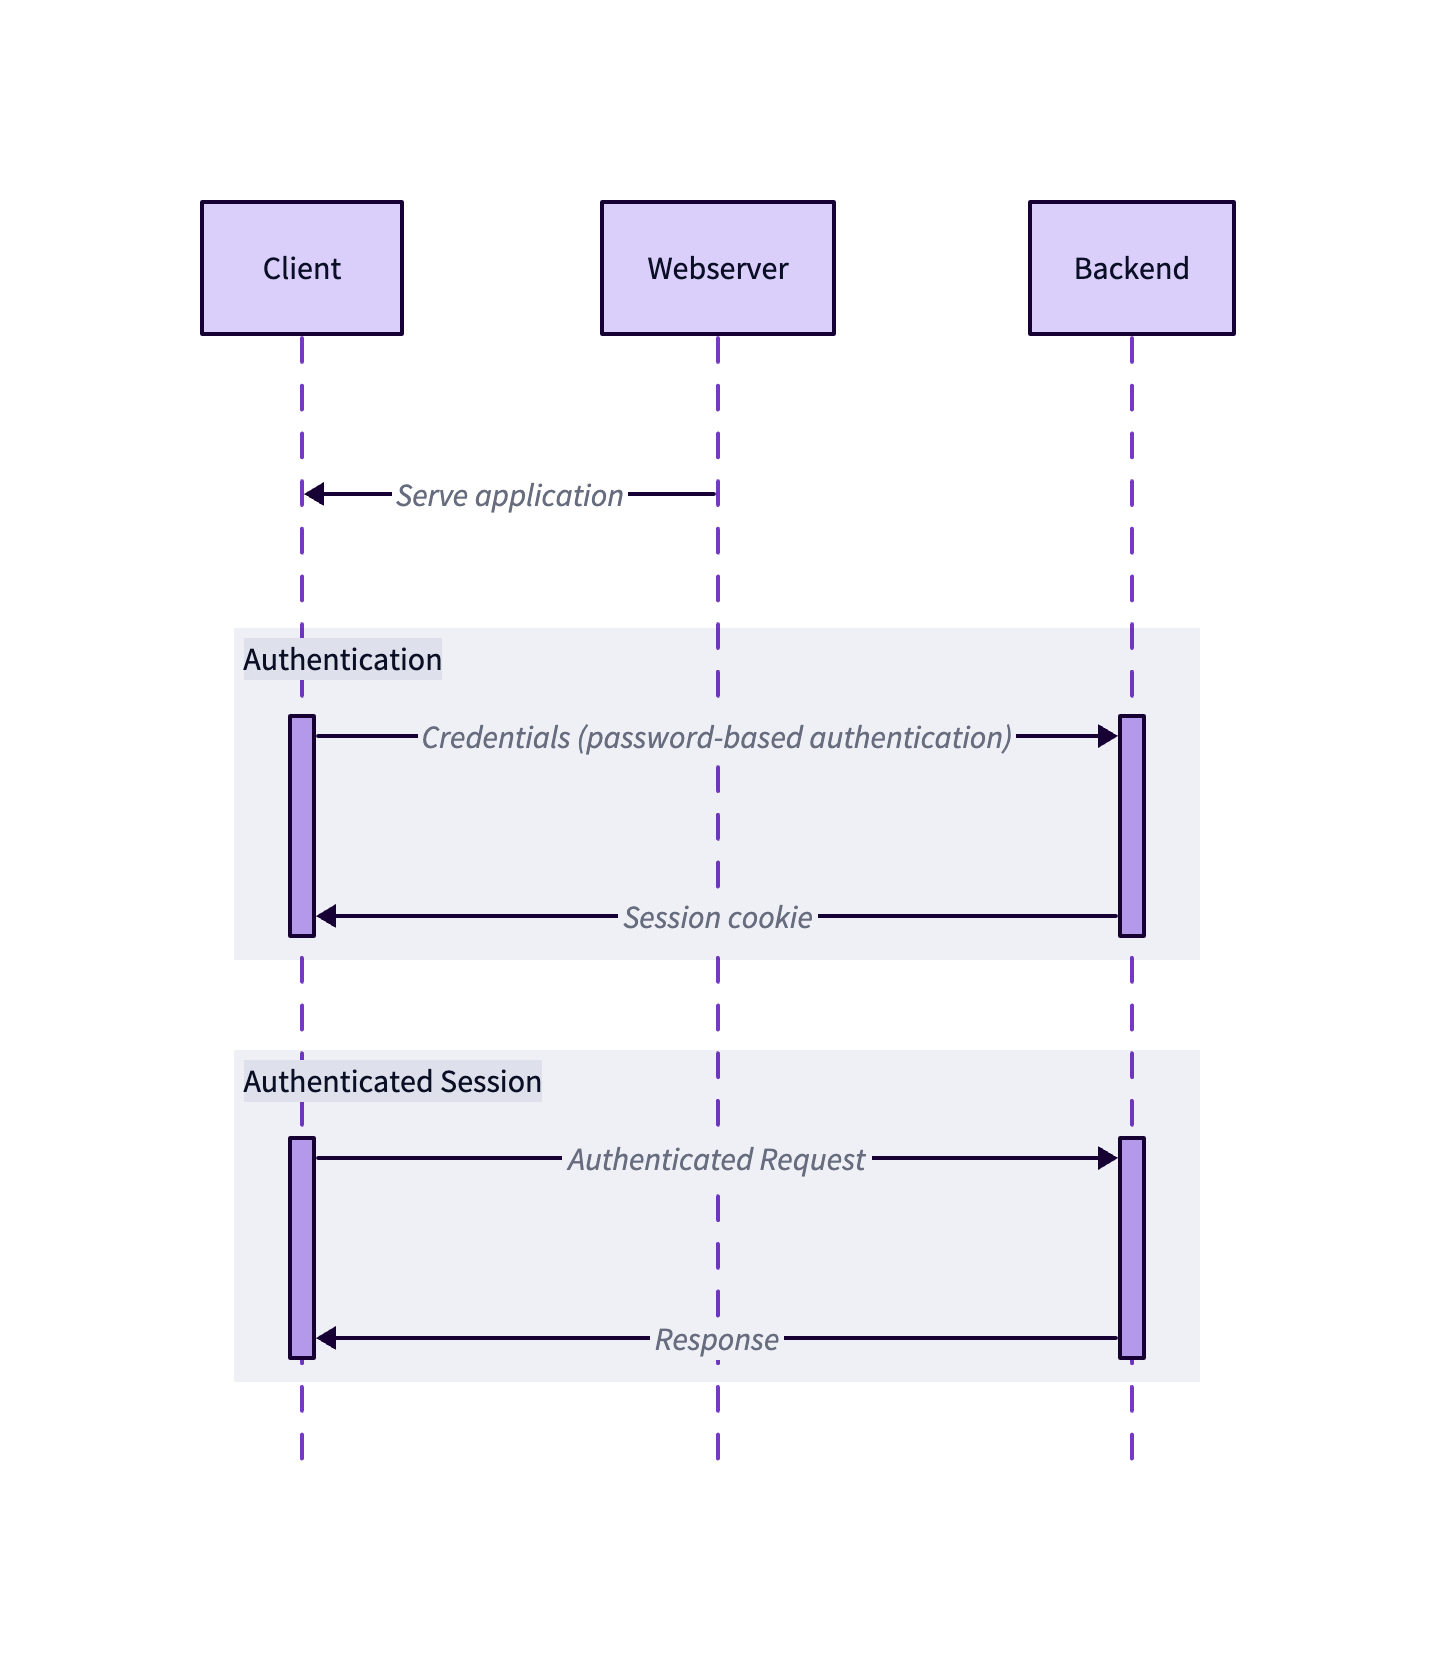 Client
Webserver
Backend
Serve application
Authentication
Credentials (password-based authentication)
Session cookie
Authenticated Session
Authenticated Request
Response